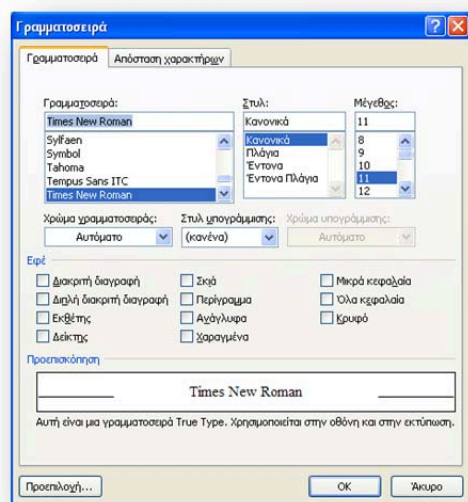 Γραμματοσειρά
Γραμματοσειρά Απόσταση χαρακτήρων
Γραμματοσειρά: Στυλ: Μέγεθος:
Times New Roman Κανονικά 11
Sylfaen Κανονικά 8
Symbol Πλάγια 9
Tahoma Έντονα 10
Tempus Sans ITC Έντονα Πλάγια 11
Times New Roman 12
Χρώμα γραμματοσειράς: Στυλ υπογράμμισης: Χρώμα υπογράμμισης:
Αυτόματο (κανένα) Αυτόματο
Εφέ
Διακριτή διαγραφή Σκιά Μικρά κεφαλαία
Διπλή διακριτή διαγραφή Περίγραμμα Όλα κεφαλαία
Εκθέτης Ανάγλυφα Κρυφό
Δείκτης Χαραγμένα
Προεπισκόπηση
Times New Roman
Αυτή είναι μια γραμματοσειρά True Type. Χρησιμοποιείται στην οθόνη και στην εκτύπωση.
Προεπιλογή... OK Άκυρο